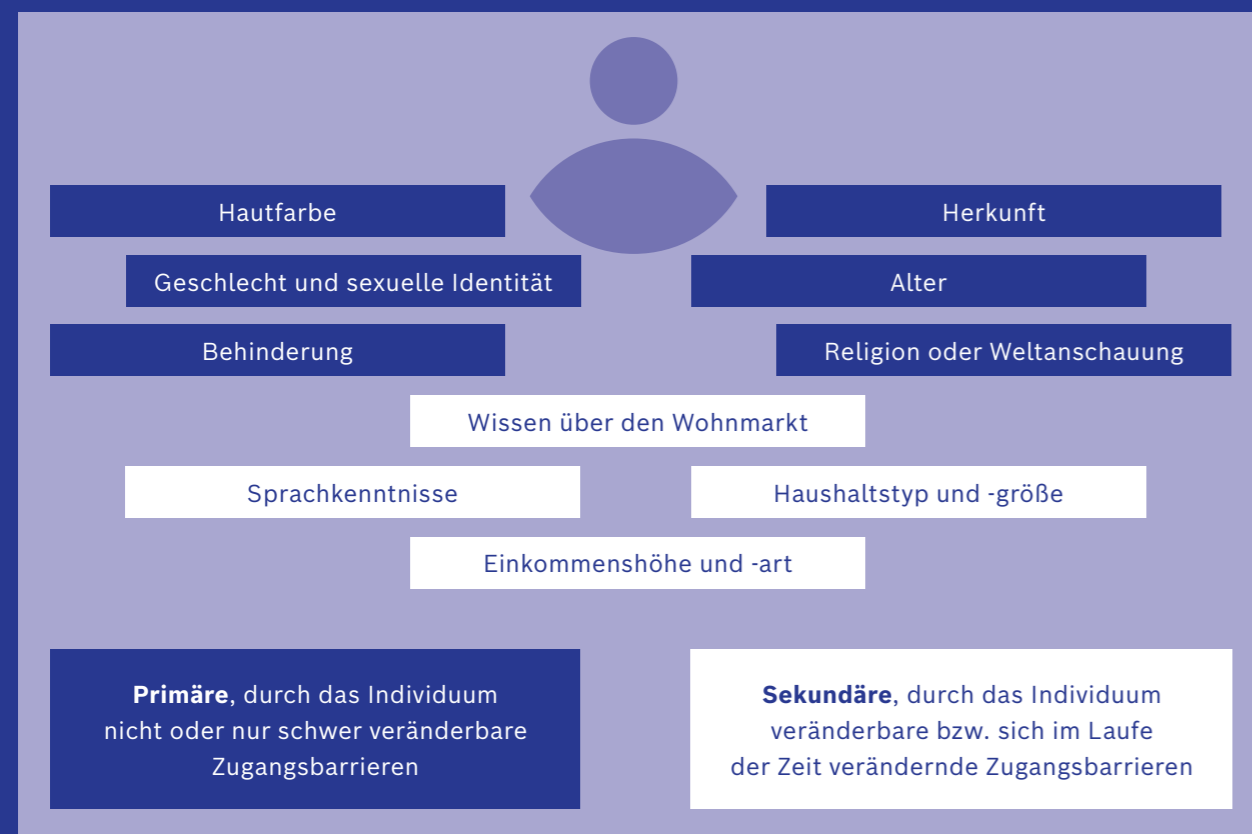 Hautfarbe
Herkunft
Geschlecht und sexuelle Identität
Alter
Behinderung
Religion oder Weltanschauung
Wissen über den Wohnmarkt
Sprachkenntnisse
Haushaltstyp und -größe
Einkommenshöhe und -art
Primäre, durch das Individuum
nicht oder nur schwer veränderbare
Zugangsbarrieren
Sekundäre, durch das Individuum
veränderbare bzw. sich im Laufe
der Zeit verändernde Zugangsbarrieren